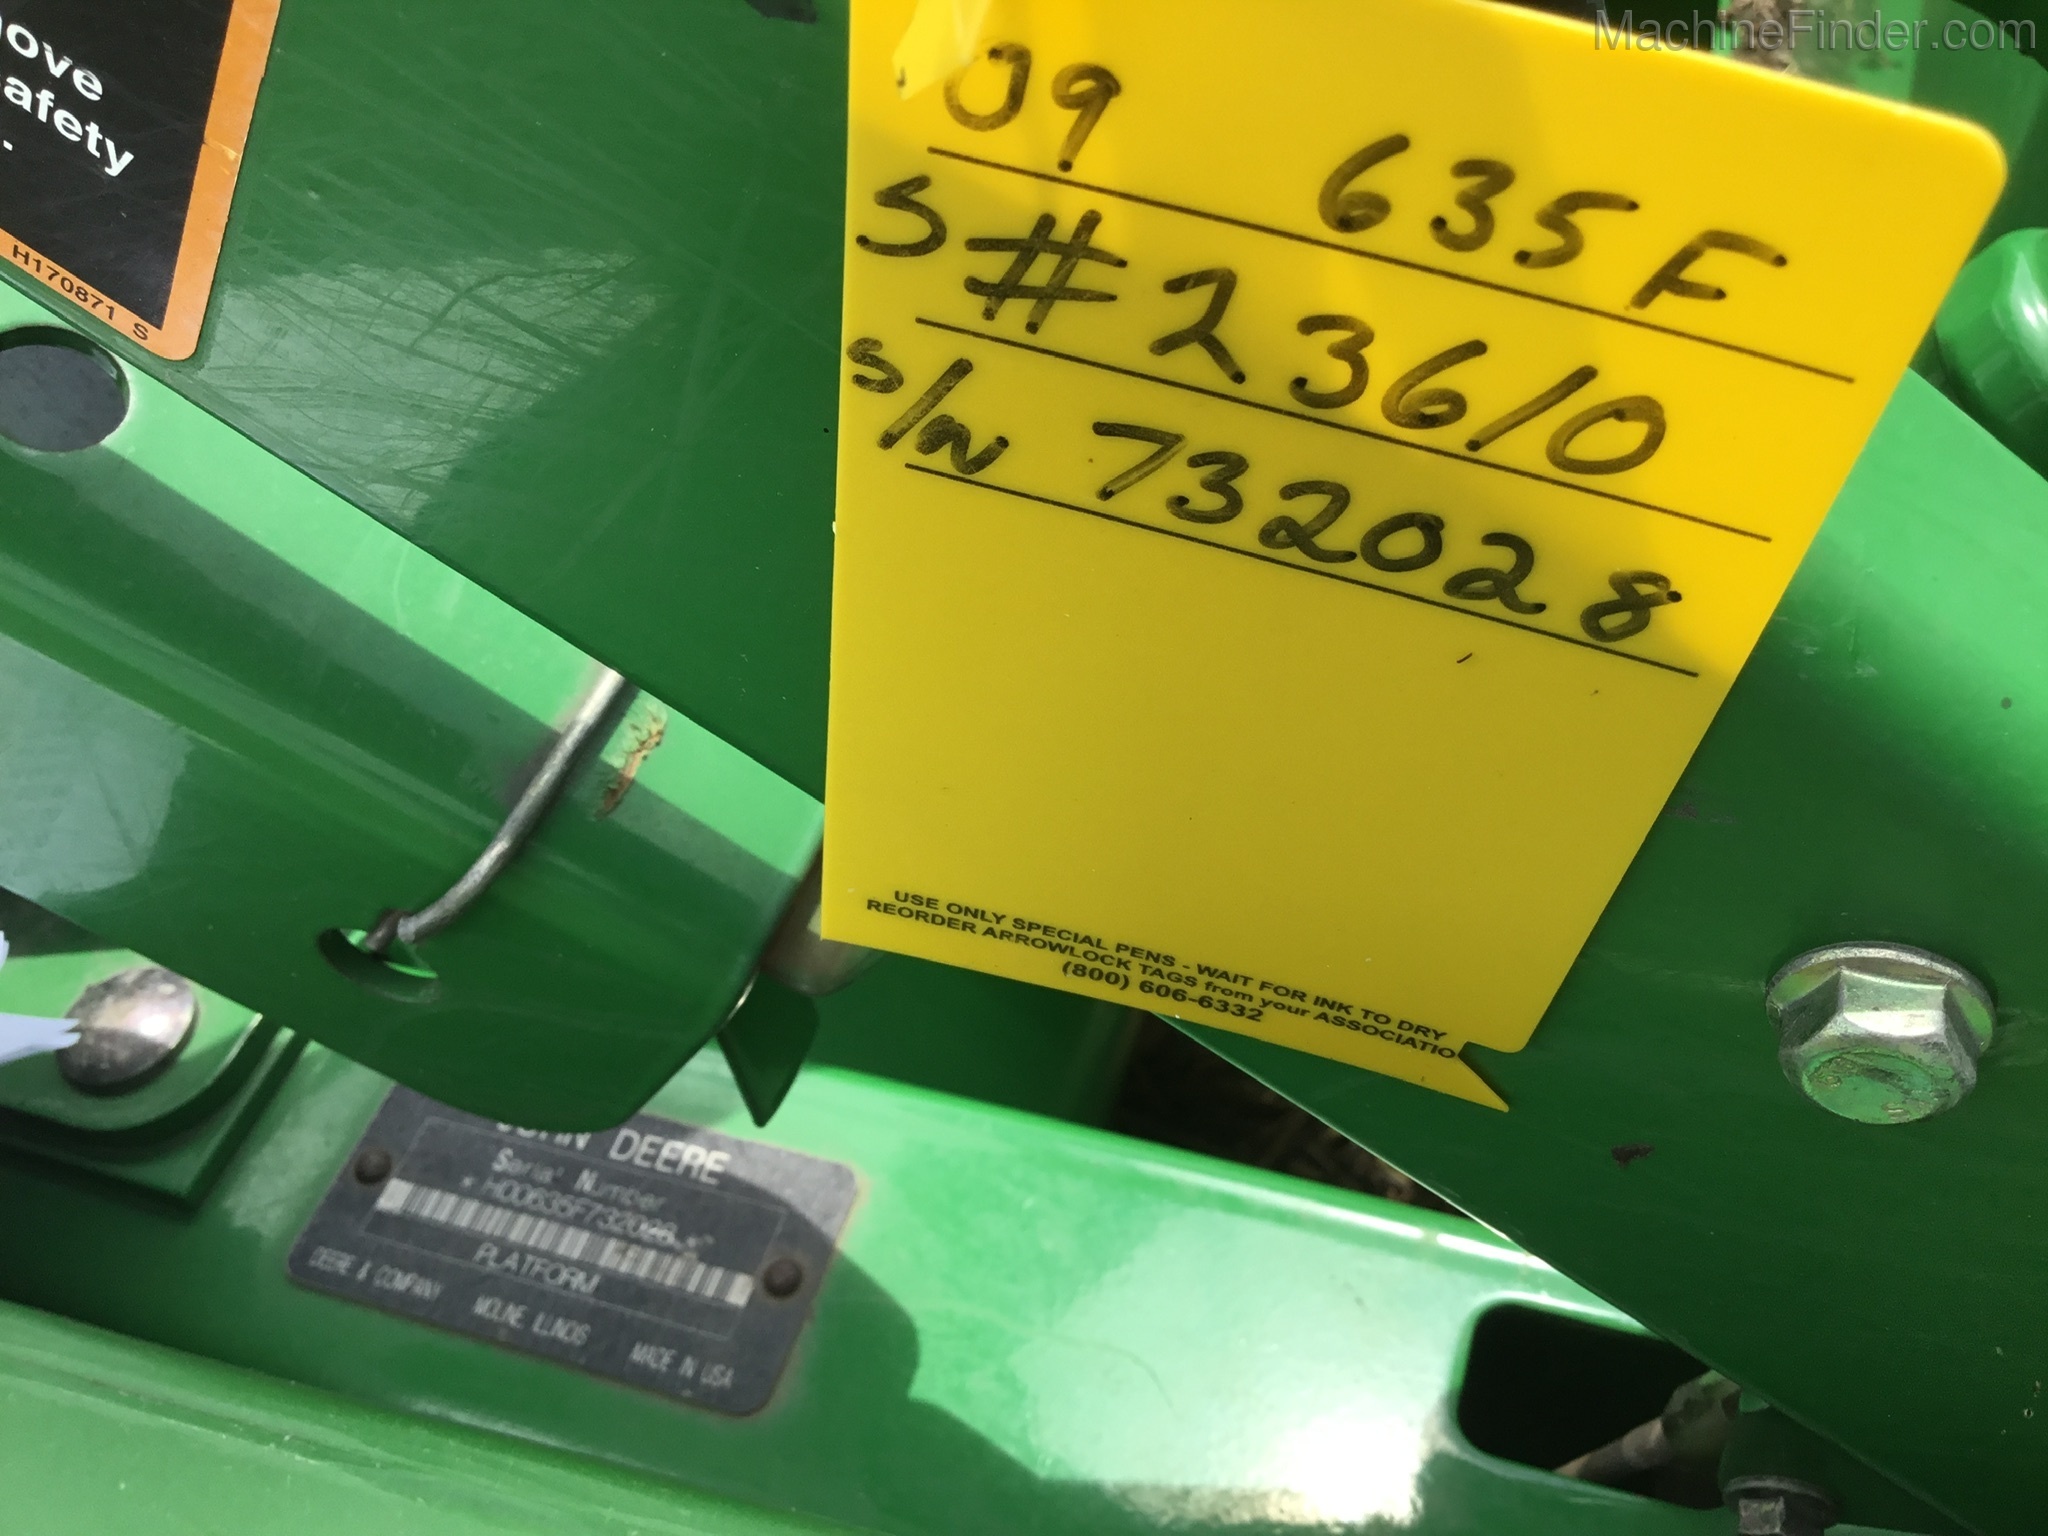 MachineFinder.com
ove
afety
.
H170871 S
09 635F
S# 23610
S/N 732028
USE ONLY SPECIAL PENS - WAIT FOR INK TO DRY
REORDER ARROWLOCK TAGS from your ASSOCIATIO
(800) 606-6332
JOHN DEERE
Serial Number
* H00635F732028 *
PLATFORM
DEERE & COMPANY MOLINE ILLINOIS MADE IN USA